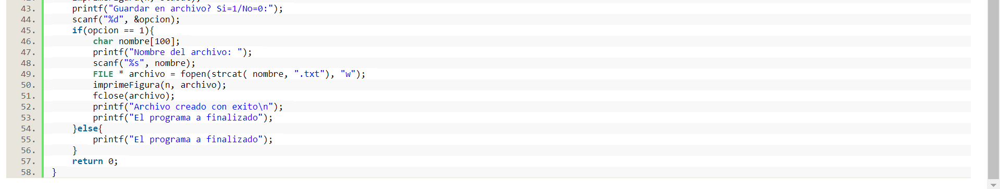 43.     printf("Guardar en archivo? Si=1/No=0:");
44.     scanf("%d", &opcion);
45.     if(opcion == 1){
46.         char nombre[100];
47.         printf("Nombre del archivo: ");
48.         scanf("%s", nombre);
49.         FILE * archivo = fopen(strcat( nombre, ".txt"), "w");
50.         imprimeFigura(n, archivo);
51.         fclose(archivo);
52.         printf("Archivo creado con exito\n");
53.         printf("El programa a finalizado");
54.     }else{
55.         printf("El programa a finalizado");
56.     }
57.     return 0;
58. }